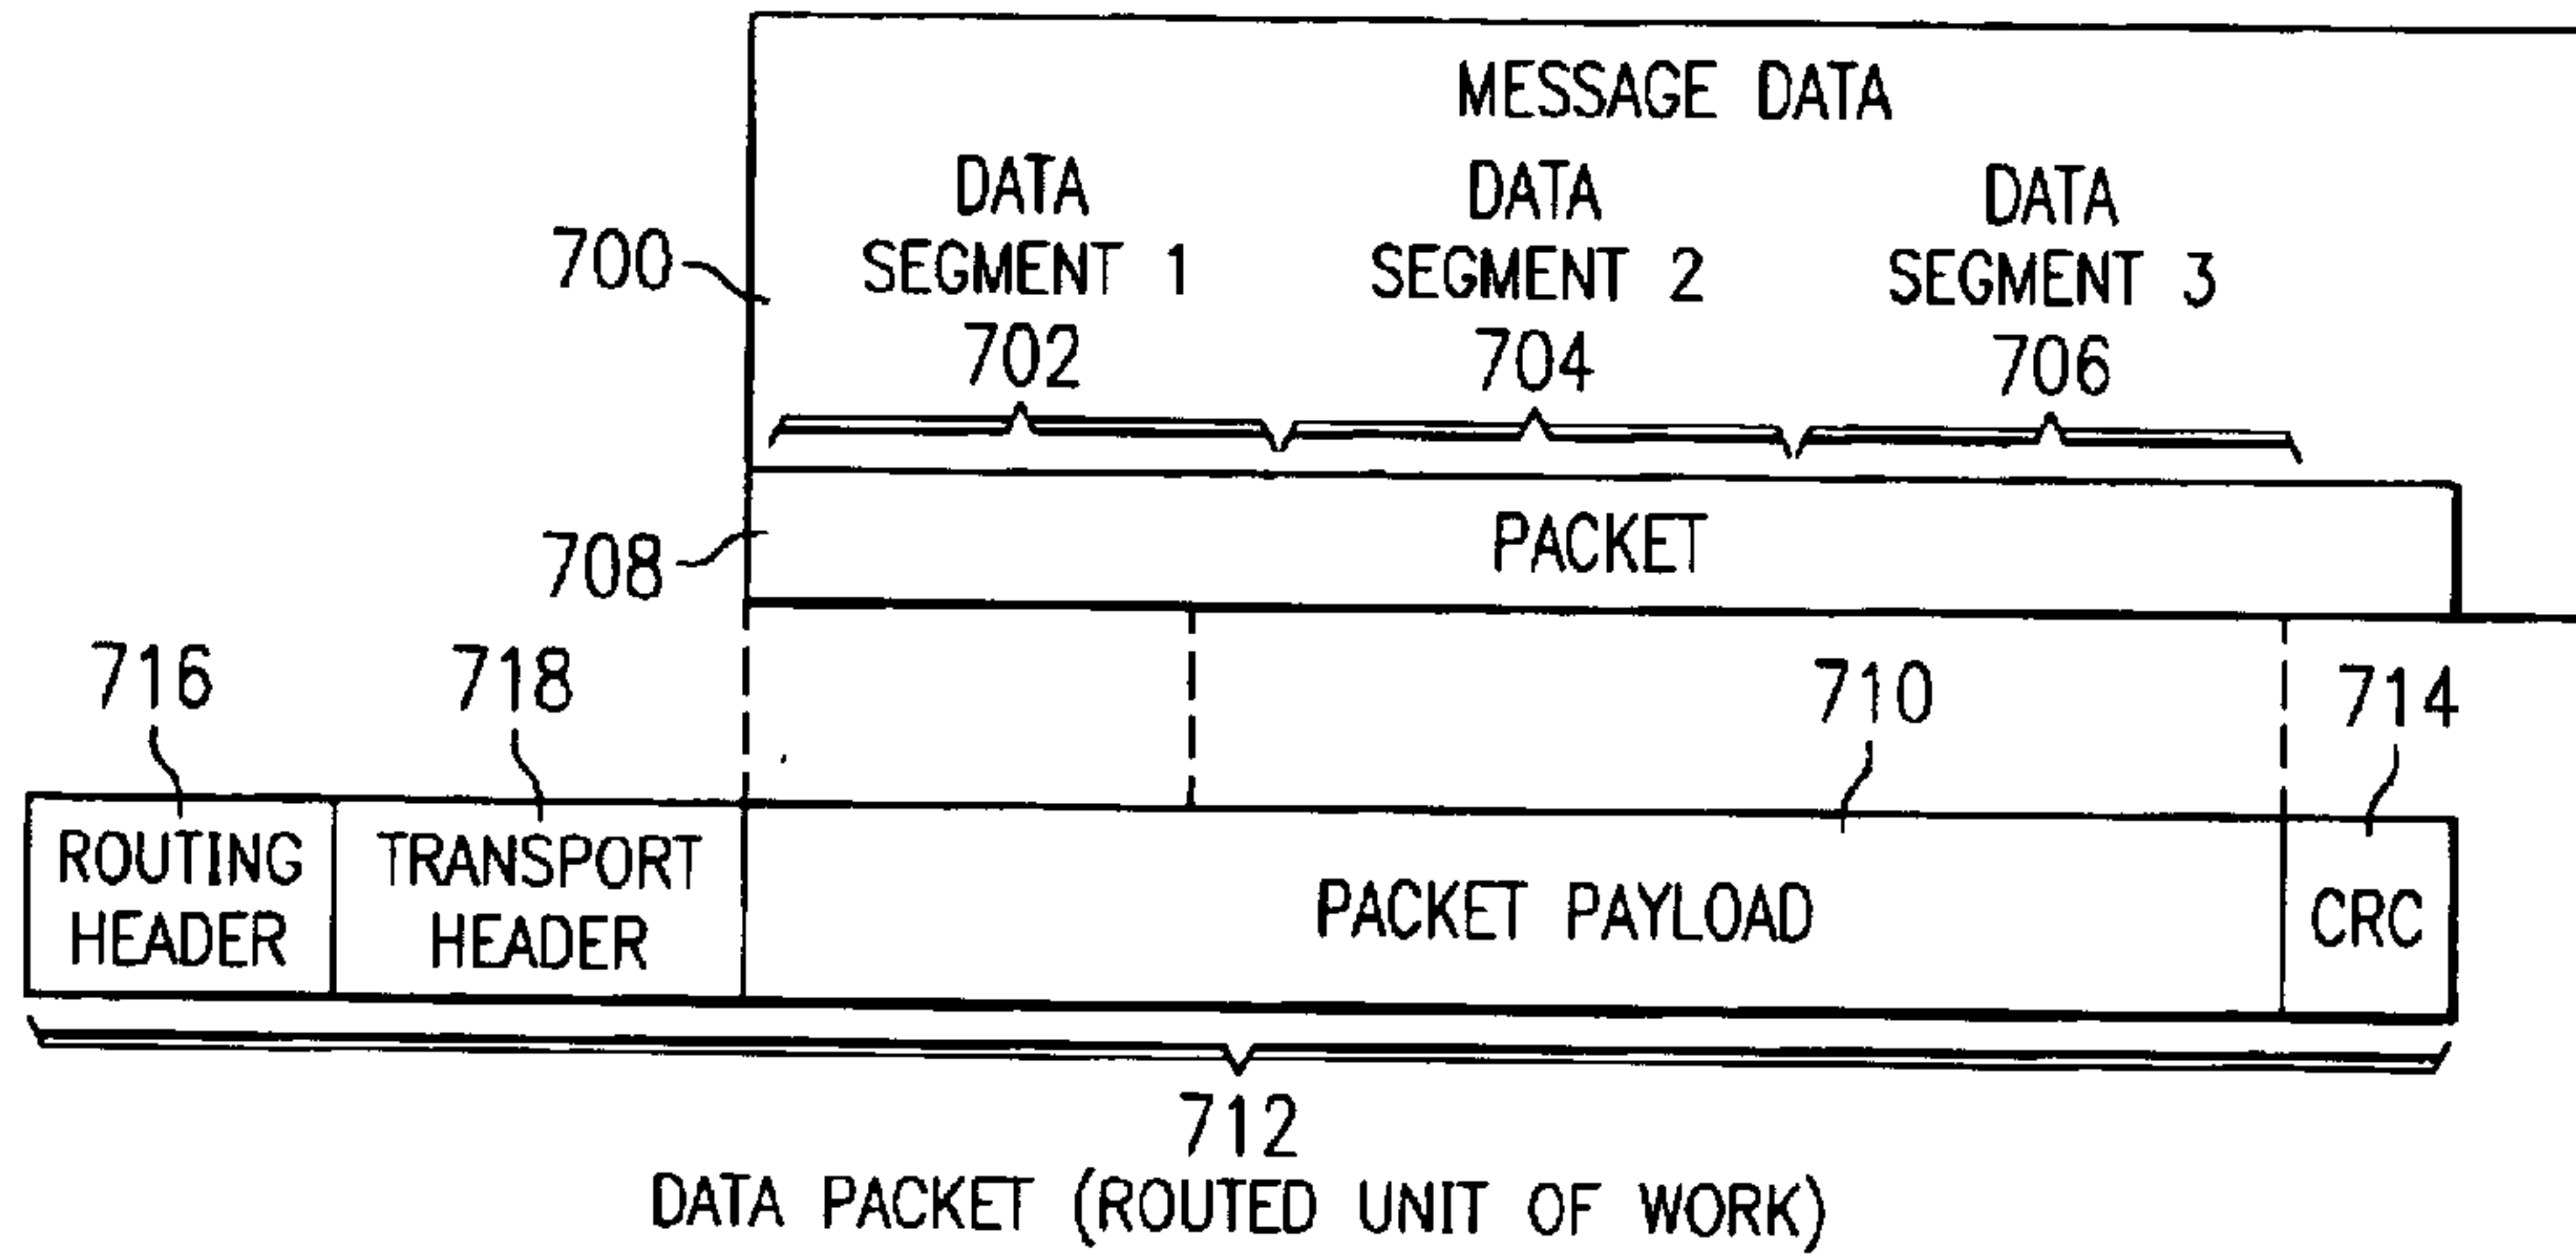 MESSAGE DATA
DATA SEGMENT 1
702
DATA SEGMENT 2
704
DATA SEGMENT 3
706
700
708
PACKET
716
718
710
714
ROUTING HEADER
TRANSPORT HEADER
PACKET PAYLOAD
CRC
712
DATA PACKET (ROUTED UNIT OF WORK)